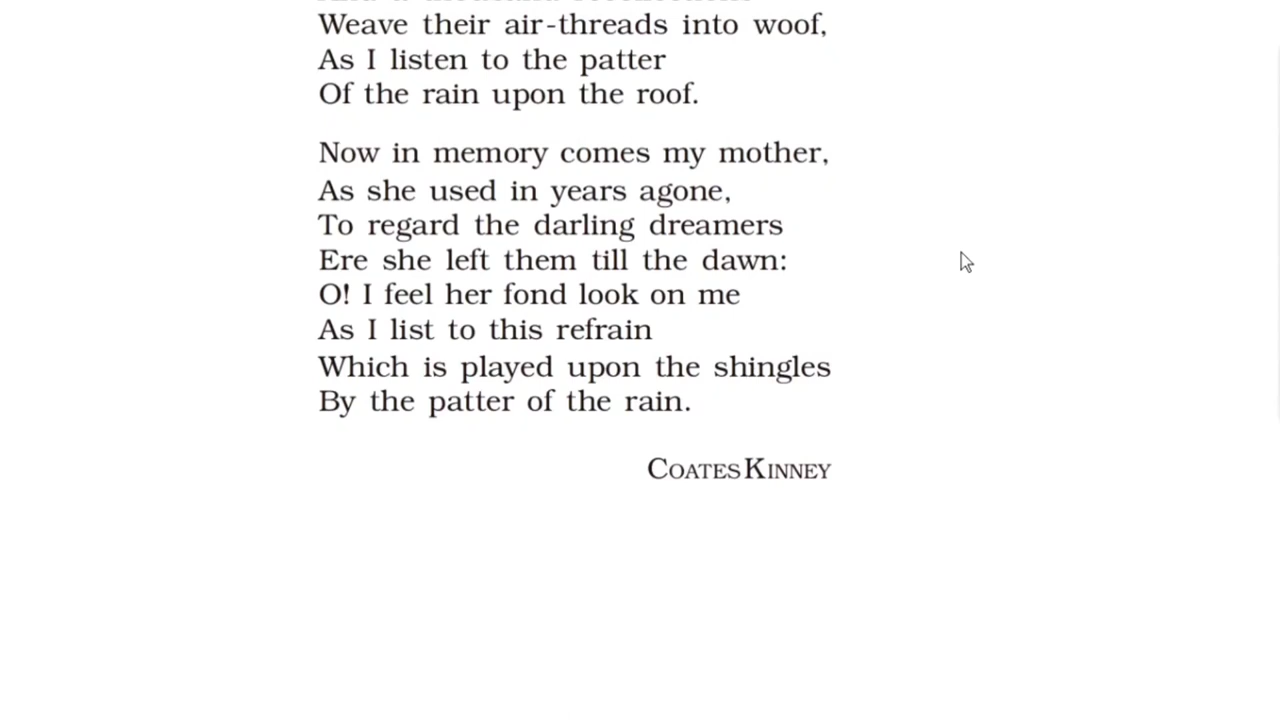 Weave their air-threads into woof,
As I listen to the patter
Of the rain upon the roof.
Now in memory comes my mother,
As she used in years agone,
To regard the darling dreamers
Ere she left them till the dawn:
O! I feel her fond look on me
As I list to this refrain
Which is played upon the shingles
By the patter of the rain.
COATES KINNEY